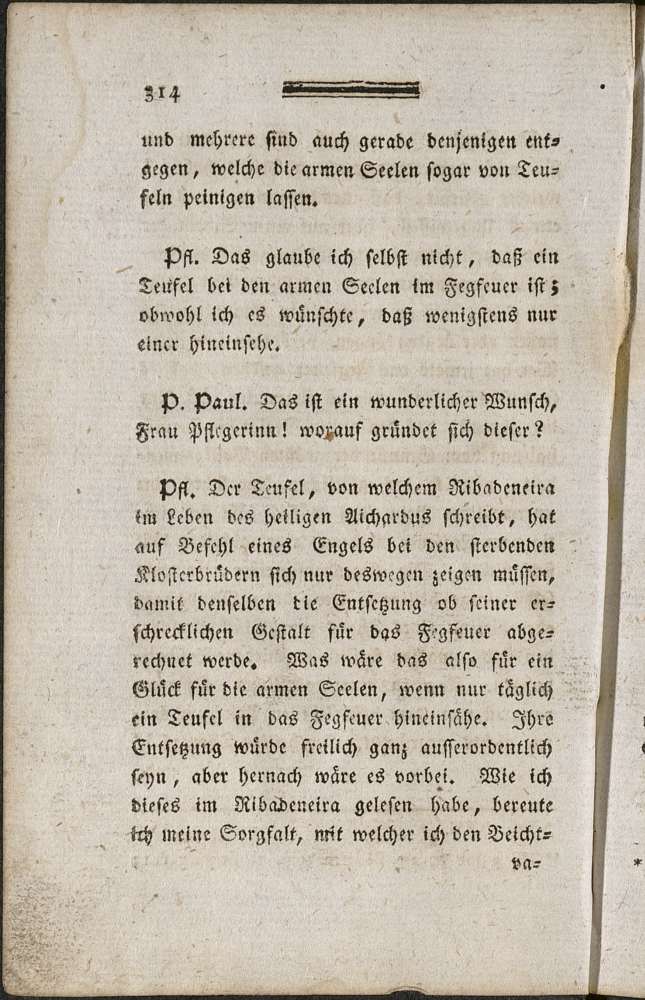 314
und mehrere sind auch gerade denjenigen ent-
gegen, welche die armen Seelen sogar von Teu-
feln peinigen lassen.
Pfl. Das glaube ich selbst nicht, daß ein
Teufel bei den armen Seelen im Fegfeuer ist;
obwohl ich es wünschte, daß wenigstens nur
einer hineinsehe.
P. Paul. Das ist ein wunderlicher Wunsch,
Frau Pflegerinn! worauf gründet sich dieser?
Pfl. Der Teufel, von welchem Ribadeneira
im Leben des heiligen Aichardus schreibt, hat
auf Befehl eines Engels bei den sterbenden
Klosterbrüdern sich nur deswegen zeigen müssen,
damit denselben die Entsetzung ob seiner er-
schrecklichen Gestalt für das Fegfeuer abge-
rechnet werde. Was wäre das also für ein
Glück für die armen Seelen, wenn nur täglich
ein Teufel in das Fegfeuer hineinsähe. Ihre
Entsetzung würde freilich ganz ausserordentlich
seyn, aber hernach wäre es vorbei. Wie ich
dieses im Ribadeneira gelesen habe, bereute
ich meine Sorgfalt, mit welcher ich den Beicht-
va-
*